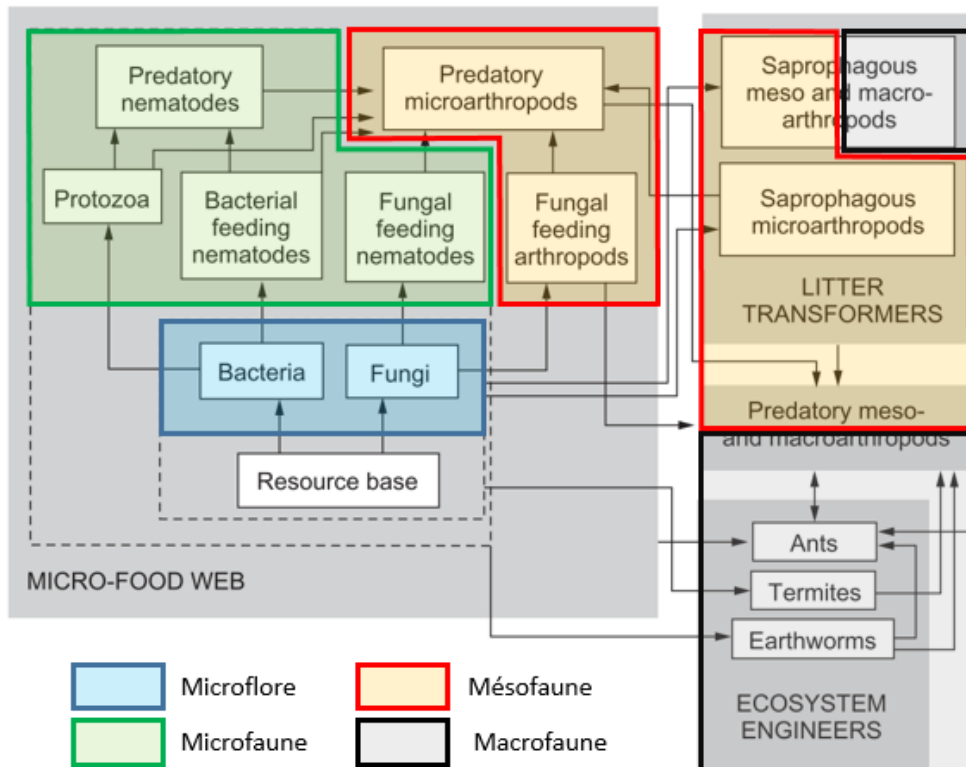 Predatory
nematodes
Predatory
microarthropods
Saprophagous
meso and macro-
arthropods
Protozoa
Bacterial
feeding
nematodes
Fungal
feeding
nematodes
Fungal
feeding
arthropods
Saprophagous
microarthropods
LITTER
TRANSFORMERS
Bacteria
Fungi
Predatory meso-
and macroarthropods
Resource base
Ants
MICRO-FOOD WEB
Termites
Earthworms
ECOSYSTEM
ENGINEERS
Microflore
Mésofaune
Microfaune
Macrofaune